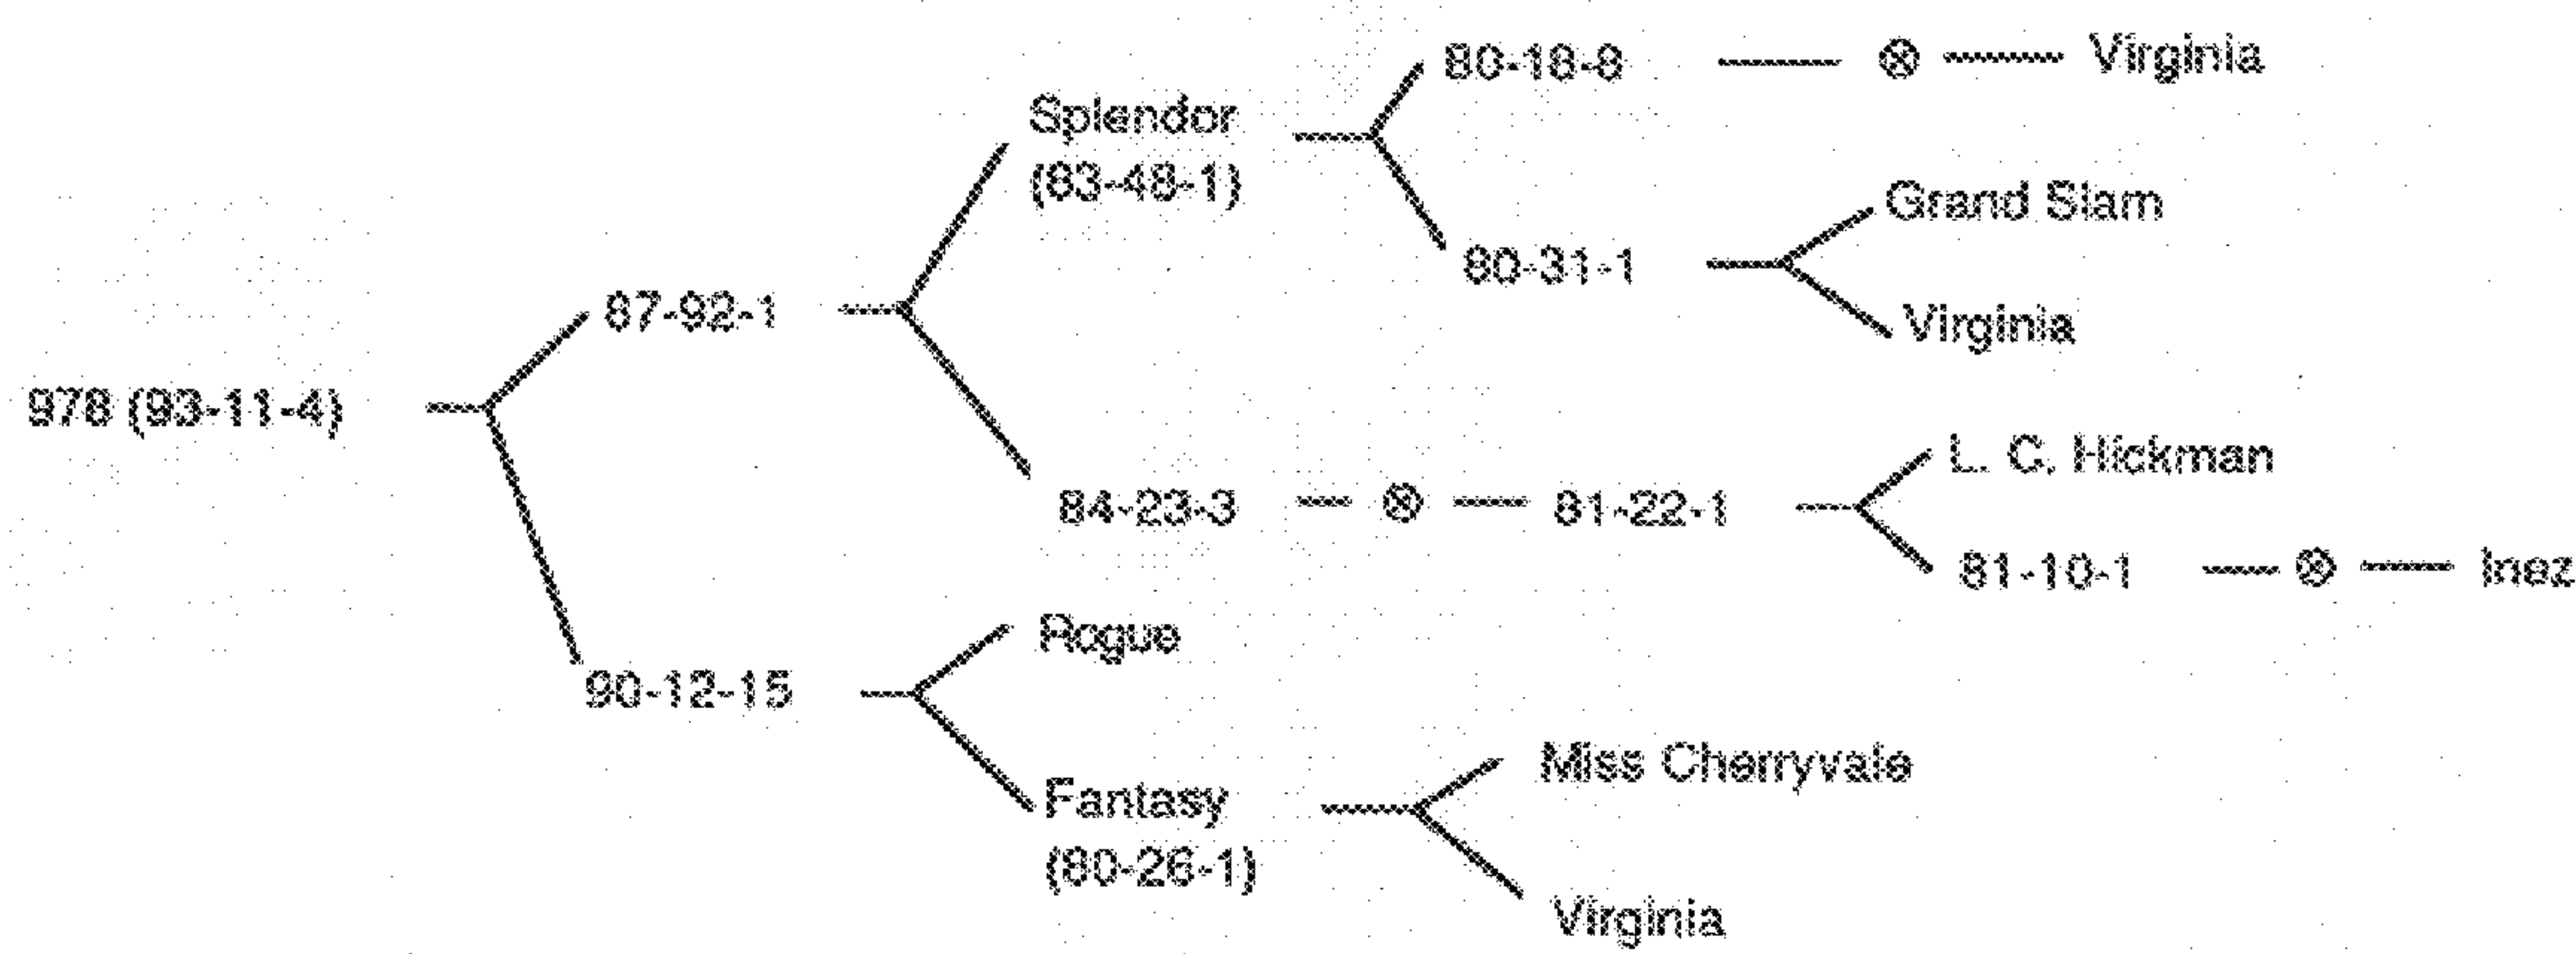 80-18-8 ⊗ Virginia
Splendor
(83-48-1)
Grand Slam
80-31-1
87-92-1
Virginia
978 (93-11-4)
L. C. Hickman
84-23-3 ⊗ 81-22-1
81-10-1 ⊗ Inez
Rogue
90-12-15
Miss Cherryvale
Fantasy
(80-26-1)
Virginia